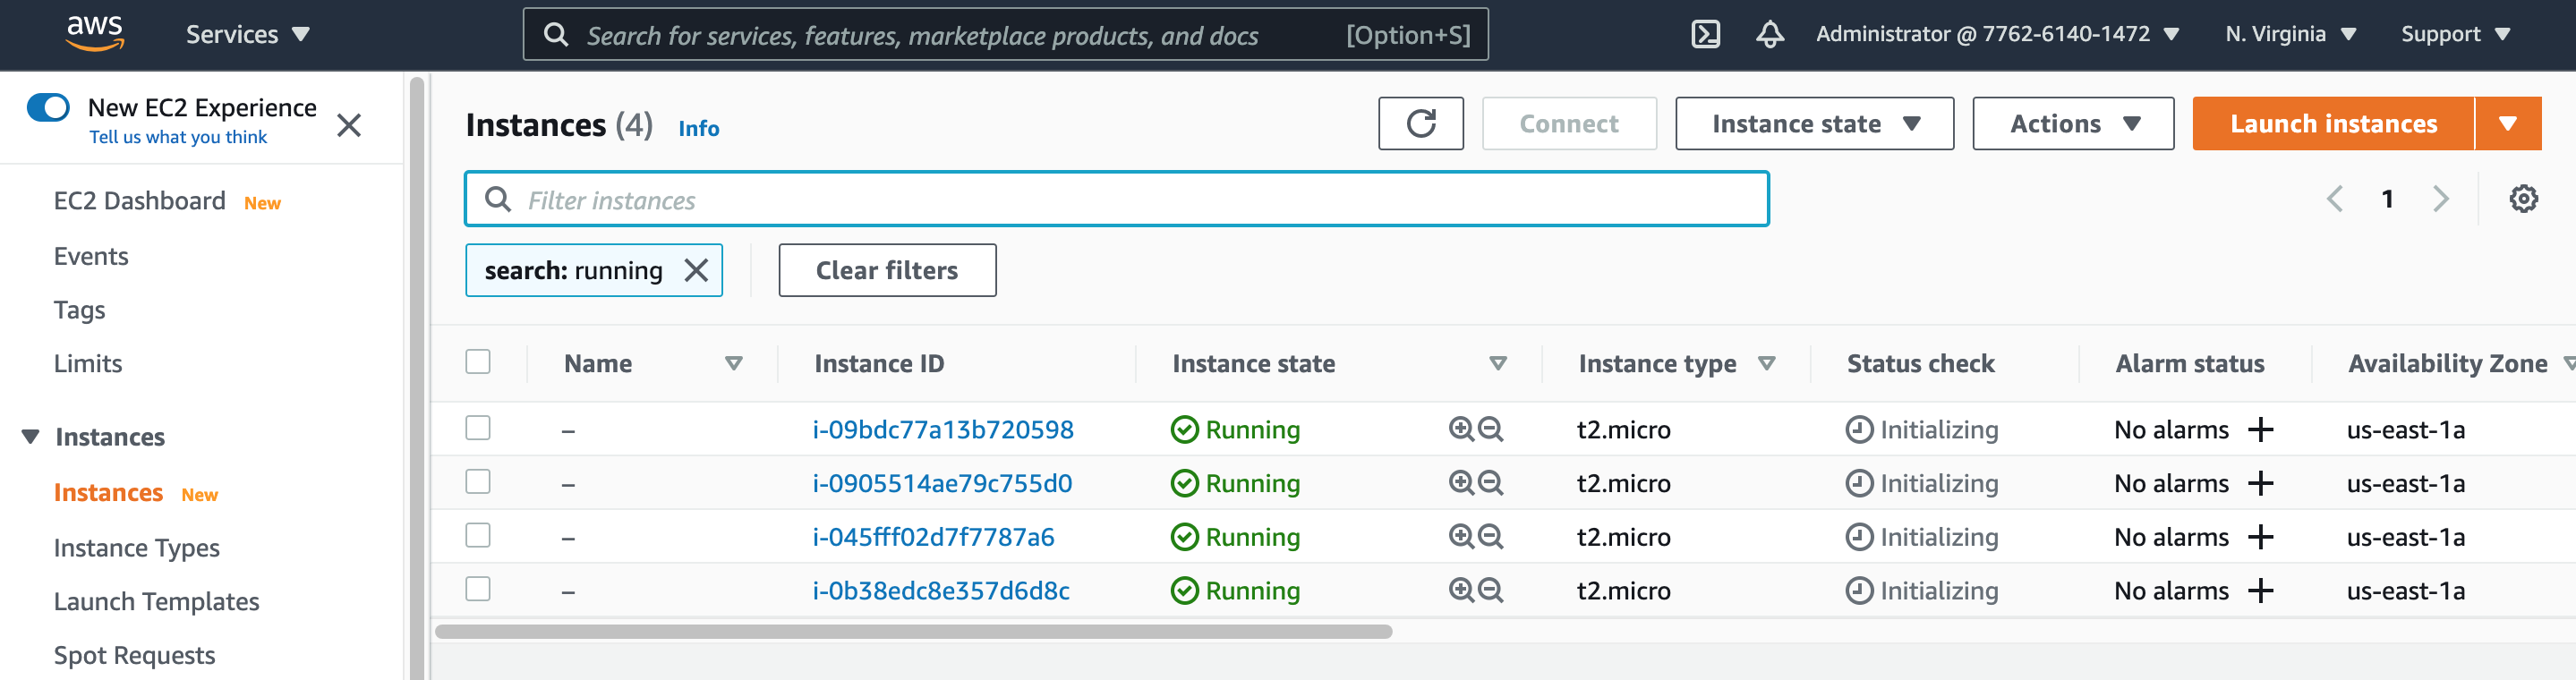 aws Services Search for services, features, marketplace products, and docs [Option+S] Administrator @ 7762-6140-1472 N. Virginia Support
New EC2 Experience
Tell us what you think
EC2 Dashboard New
Events
Tags
Limits
Instances
Instances New
Instance Types
Launch Templates
Spot Requests
Instances (4) Info Connect Instance state Actions Launch instances
Filter instances 1
search: running Clear filters
Name Instance ID Instance state Instance type Status check Alarm status Availability Zone
– i-09bdc77a13b720598 Running t2.micro Initializing No alarms + us-east-1a
– i-0905514ae79c755d0 Running t2.micro Initializing No alarms + us-east-1a
– i-045fff02d7f7787a6 Running t2.micro Initializing No alarms + us-east-1a
– i-0b38edc8e357d6d8c Running t2.micro Initializing No alarms + us-east-1a